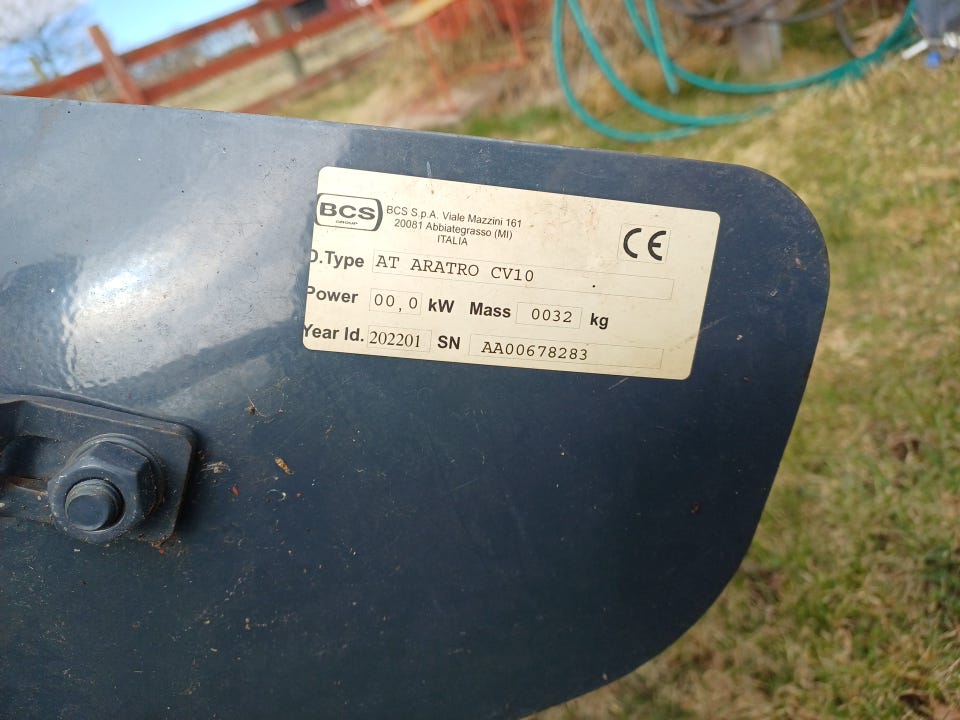 BCS
GROUP
BCS S.p.A. Viale Mazzini 161
20081 Abbiategrasso (MI)
ITALIA
CE
D.Type AT ARATRO CV10
Power 00,0 kW Mass 0032 kg
Year Id. 202201 SN AA00678283